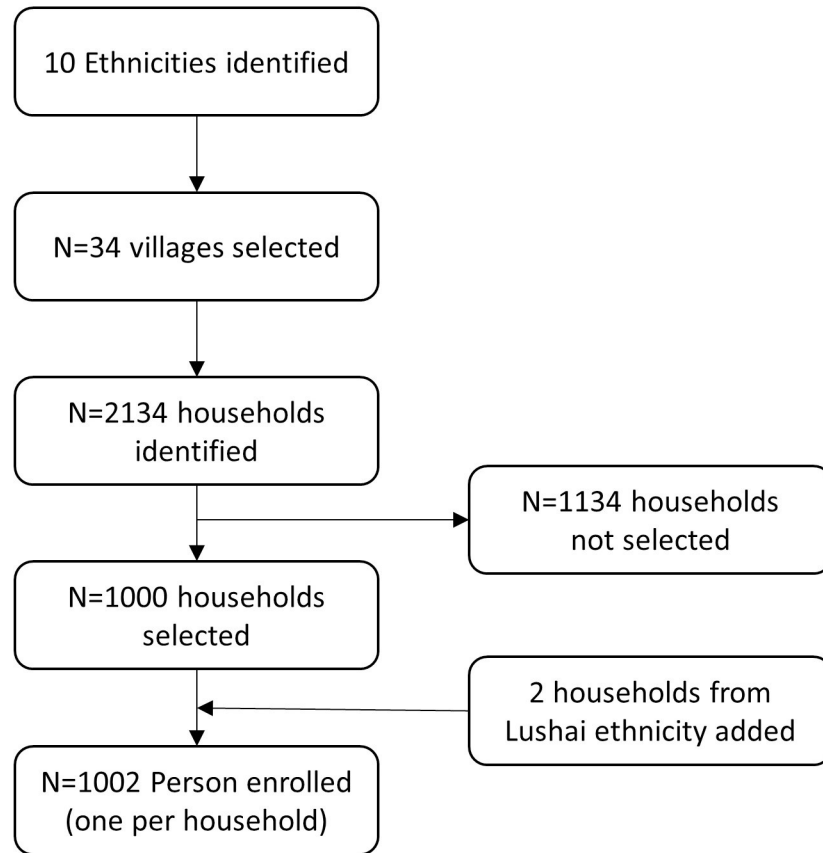 10 Ethnicities identified
N=34 villages selected
N=2134 households
identified
N=1134 households
not selected
N=1000 households
selected
2 households from
Lushai ethnicity added
N=1002 Person enrolled
(one per household)